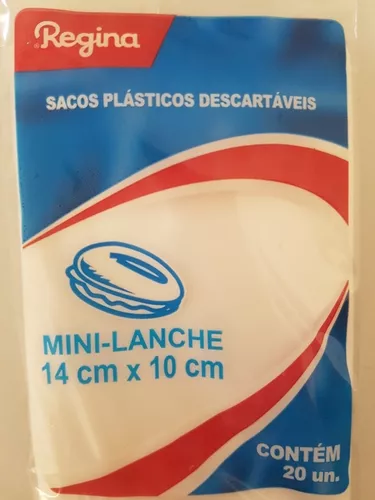 Regina
SACOS PLÁSTICOS DESCARTÁVEIS
MINI-LANCHE
14 cm x 10 cm
CONTÉM
20 un.